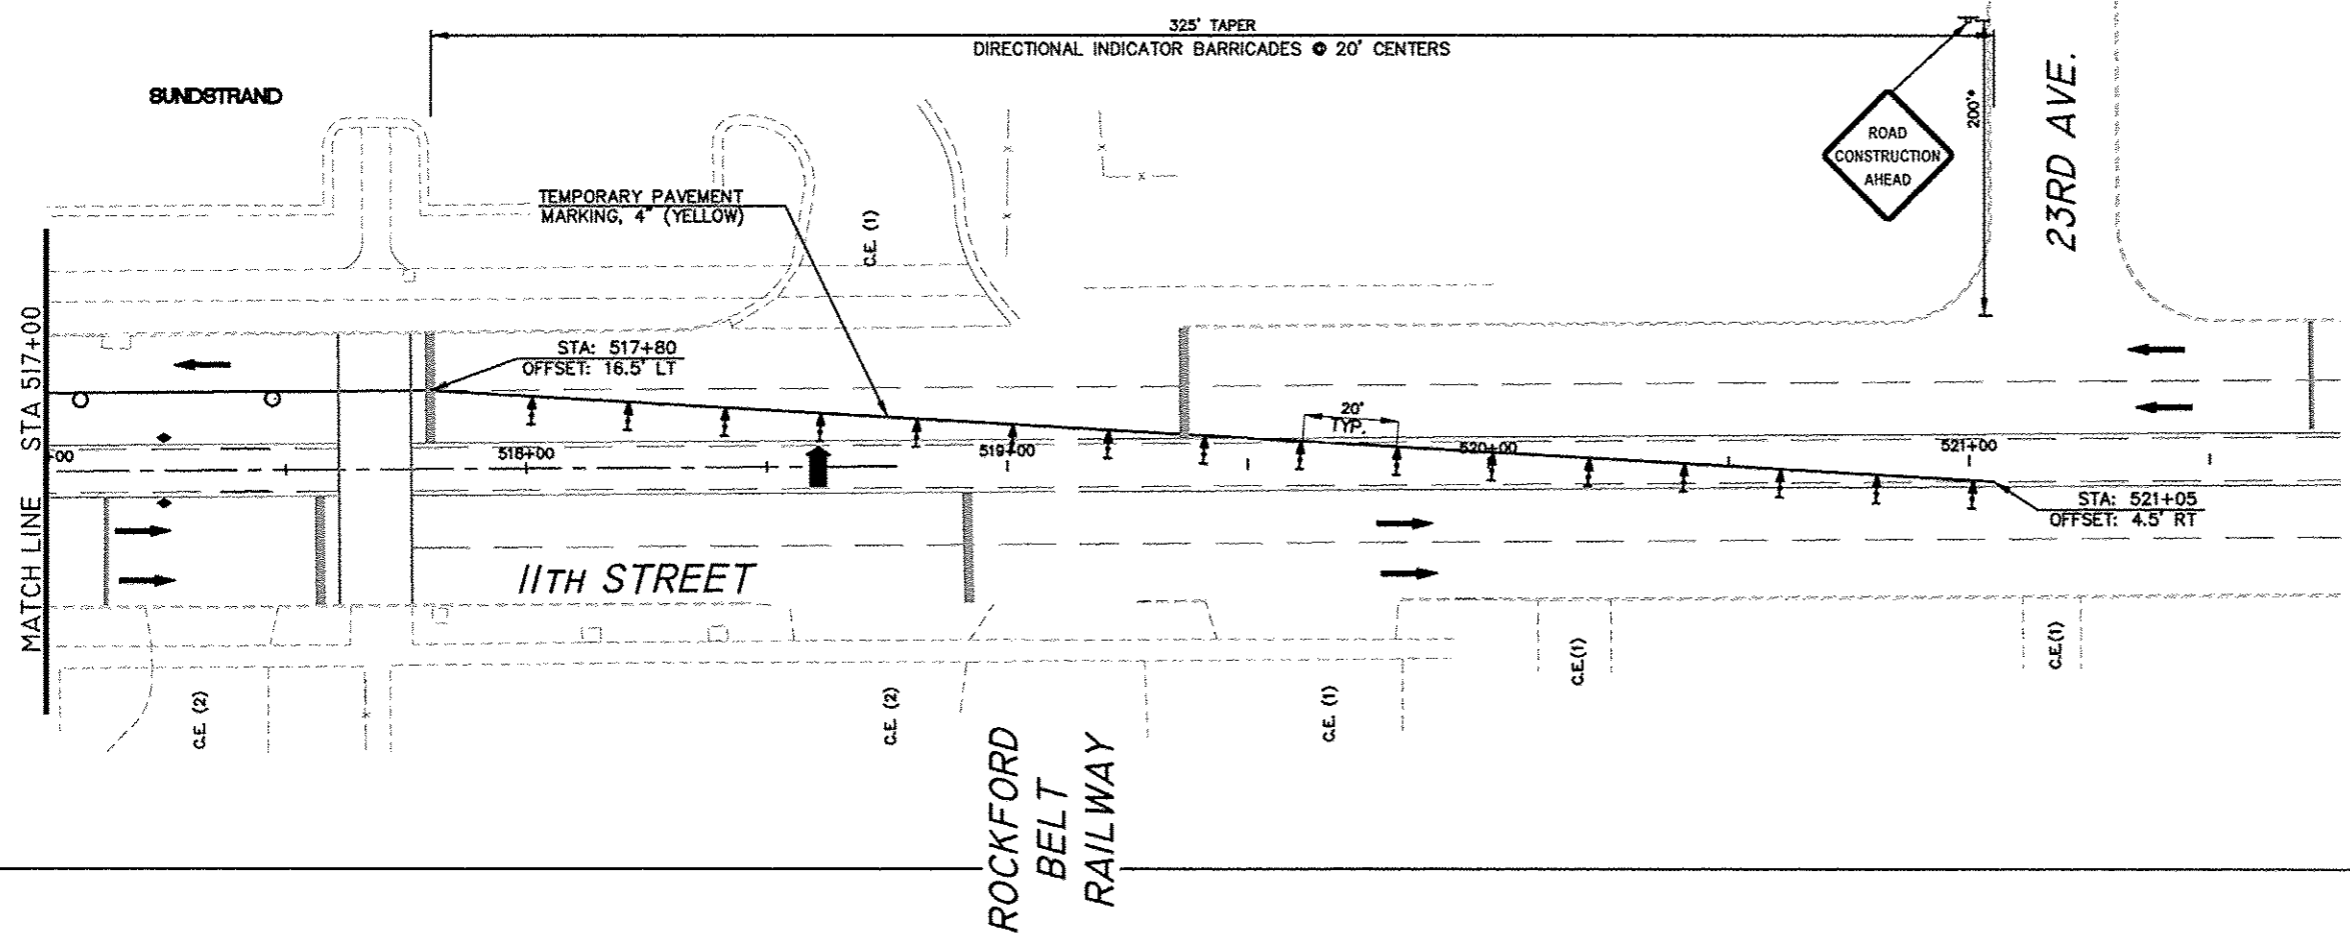 325' TAPER
DIRECTIONAL INDICATOR BARRICADES @ 20' CENTERS
SUNDSTRAND
ROAD
CONSTRUCTION
AHEAD
200'±
23RD AVE.
TEMPORARY PAVEMENT
MARKING, 4" (YELLOW)
C.E. (1)
MATCH LINE STA 517+00
STA: 517+80
OFFSET: 16.5' LT
20'
TYP.
+00
518+00
519+00
520+00
521+00
STA: 521+05
OFFSET: 4.5' RT
11TH STREET
C.E. (2)
C.E. (2)
C.E. (1)
C.E.(1)
C.E.(1)
ROCKFORD
BELT
RAILWAY